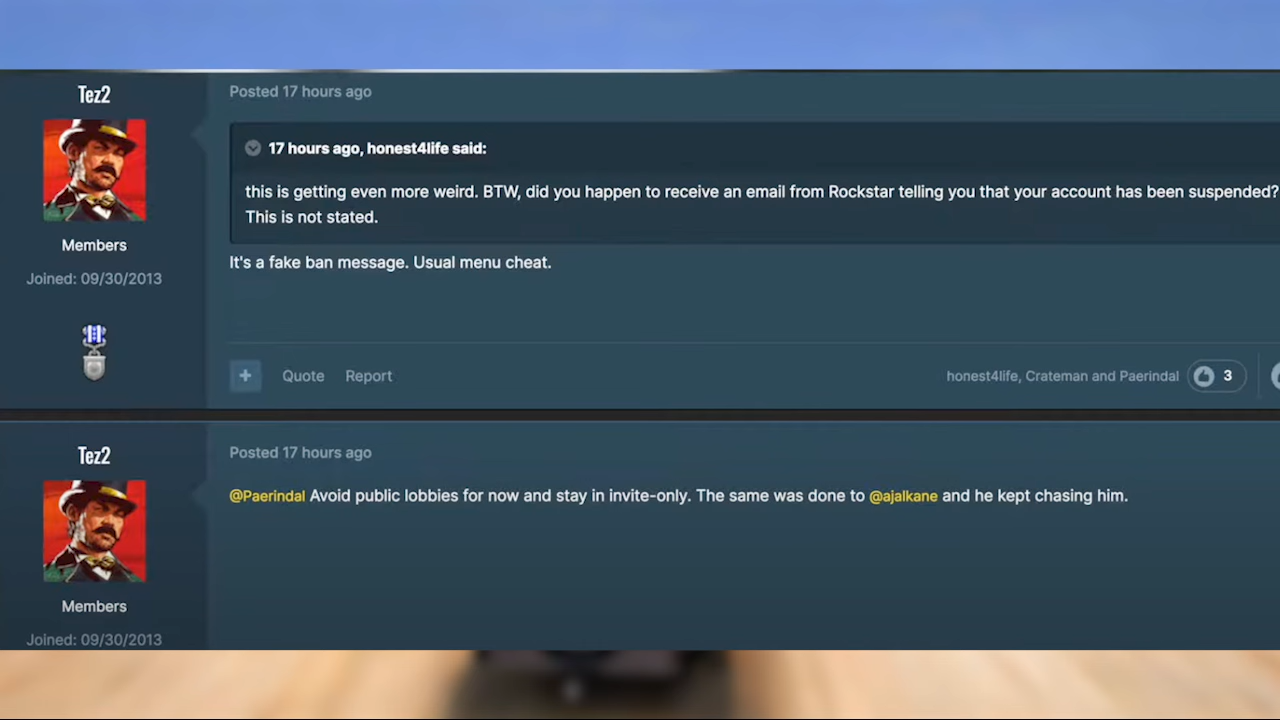 Tez2
Members
Joined: 09/30/2013
Posted 17 hours ago
17 hours ago, honest4life said:
this is getting even more weird. BTW, did you happen to receive an email from Rockstar telling you that your account has been suspended?
This is not stated.
It's a fake ban message. Usual menu cheat.
+ Quote Report
honest4life, Crateman and Paerindal 3
Tez2
Members
Joined: 09/30/2013
Posted 17 hours ago
@Paerindal Avoid public lobbies for now and stay in invite-only. The same was done to @ajalkane and he kept chasing him.